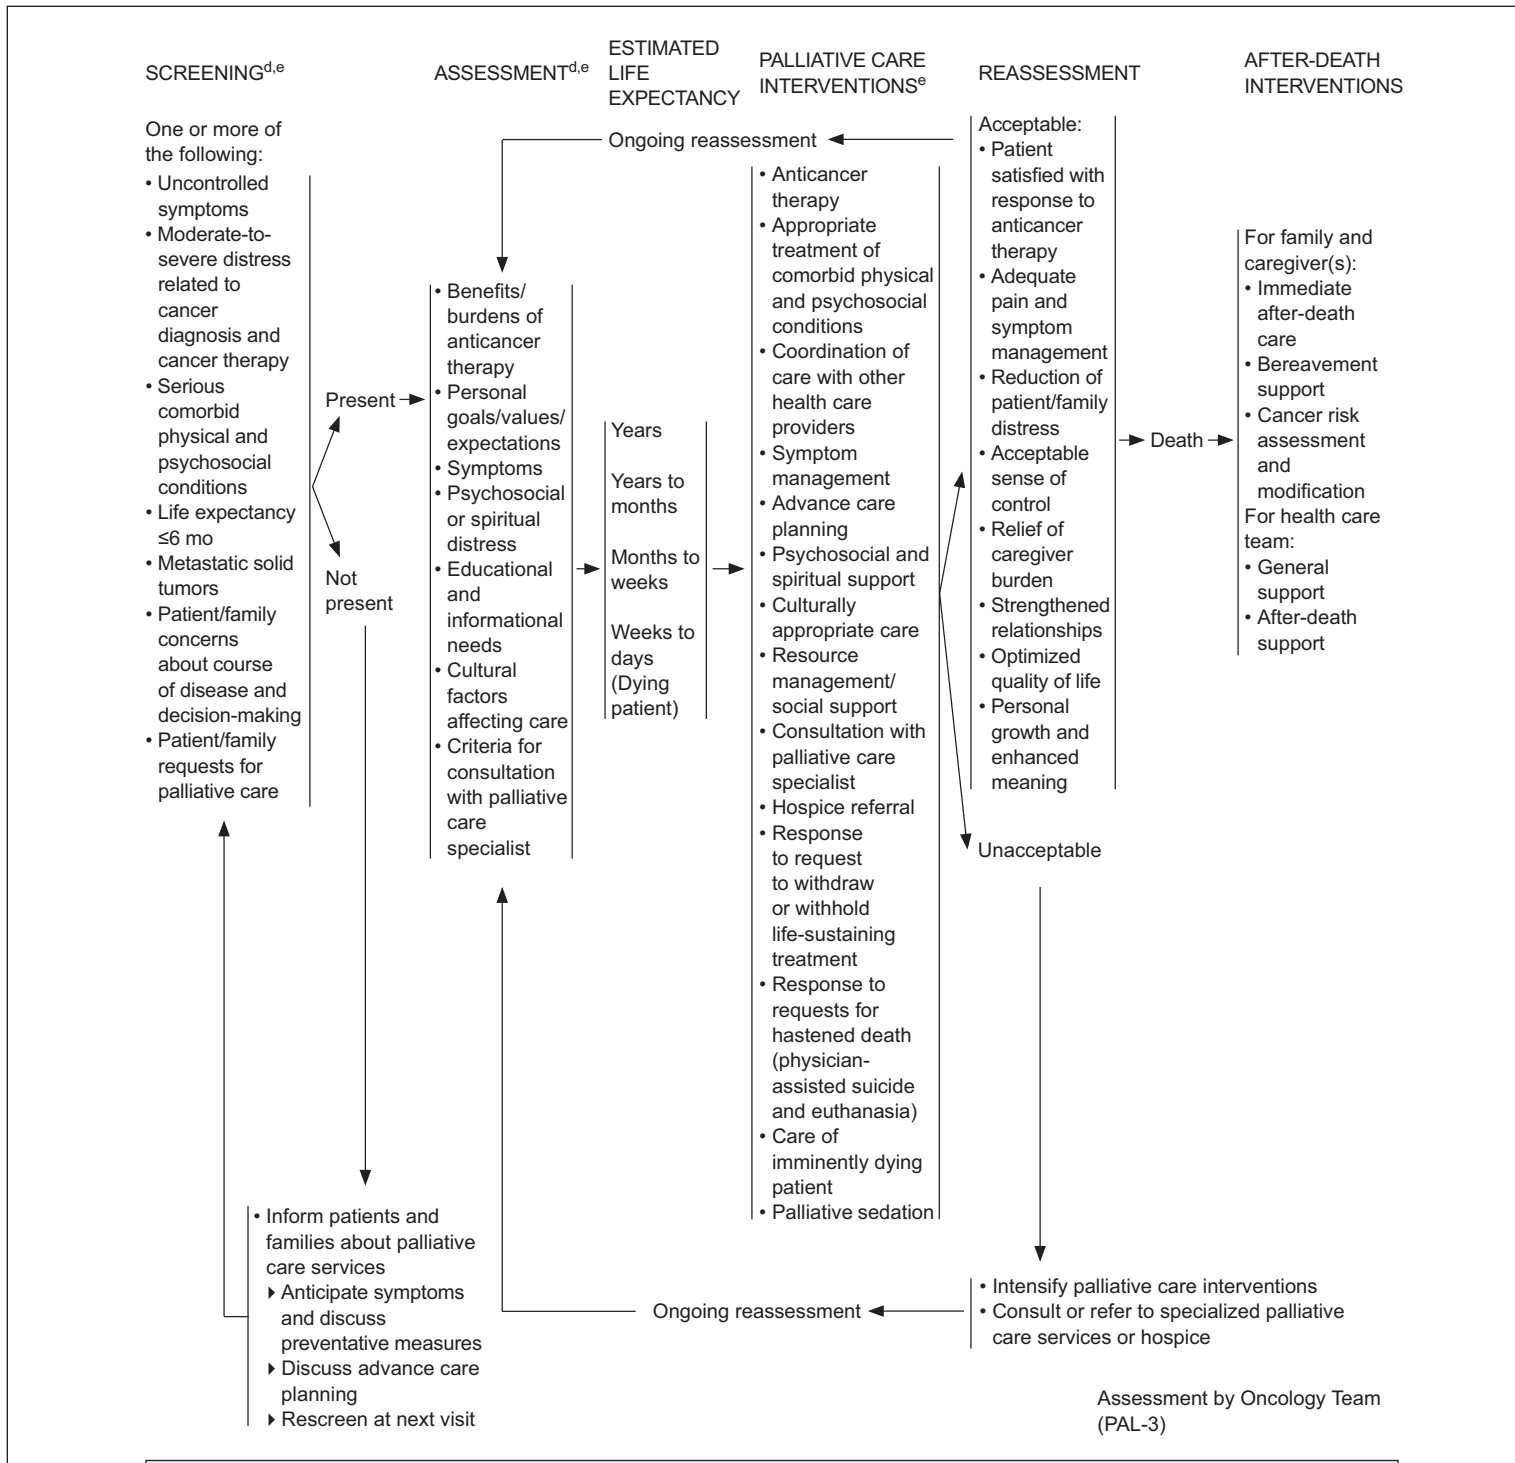 SCREENING^d,e
One or more of
the following:
• Uncontrolled
symptoms
• Moderate-to-
severe distress
related to
cancer
diagnosis and
cancer therapy
• Serious
comorbid
physical and
psychosocial
conditions
• Life expectancy
≤6 mo
• Metastatic solid
tumors
• Patient/family
concerns
about course
of disease and
decision-making
• Patient/family
requests for
palliative care
Present
Not
present
• Inform patients and
families about palliative
care services
▸ Anticipate symptoms
and discuss
preventative measures
▸ Discuss advance care
planning
▸ Rescreen at next visit
ASSESSMENT^d,e
• Benefits/
burdens of
anticancer
therapy
• Personal
goals/values/
expectations
• Symptoms
• Psychosocial
or spiritual
distress
• Educational
and
informational
needs
• Cultural
factors
affecting care
• Criteria for
consultation
with palliative
care
specialist
ESTIMATED
LIFE
EXPECTANCY
Ongoing reassessment
Years
Years to
months
Months to
weeks
Weeks to
days
(Dying
patient)
PALLIATIVE CARE
INTERVENTIONS^e
• Anticancer
therapy
• Appropriate
treatment of
comorbid physical
and psychosocial
conditions
• Coordination of
care with other
health care
providers
• Symptom
management
• Advance care
planning
• Psychosocial and
spiritual support
• Culturally
appropriate care
• Resource
management/
social support
• Consultation with
palliative care
specialist
• Hospice referral
• Response
to request
to withdraw
or withhold
life-sustaining
treatment
• Response to
requests for
hastened death
(physician-
assisted suicide
and euthanasia)
• Care of
imminently dying
patient
• Palliative sedation
REASSESSMENT
Acceptable:
• Patient
satisfied with
response to
anticancer
therapy
• Adequate
pain and
symptom
management
• Reduction of
patient/family
distress
• Acceptable
sense of
control
• Relief of
caregiver
burden
• Strengthened
relationships
• Optimized
quality of life
• Personal
growth and
enhanced
meaning
Unacceptable
• Intensify palliative care interventions
• Consult or refer to specialized palliative
care services or hospice
Ongoing reassessment
Death
AFTER-DEATH
INTERVENTIONS
For family and
caregiver(s):
• Immediate
after-death
care
• Bereavement
support
• Cancer risk
assessment
and
modification
For health care
team:
• General
support
• After-death
support
Assessment by Oncology Team
(PAL-3)